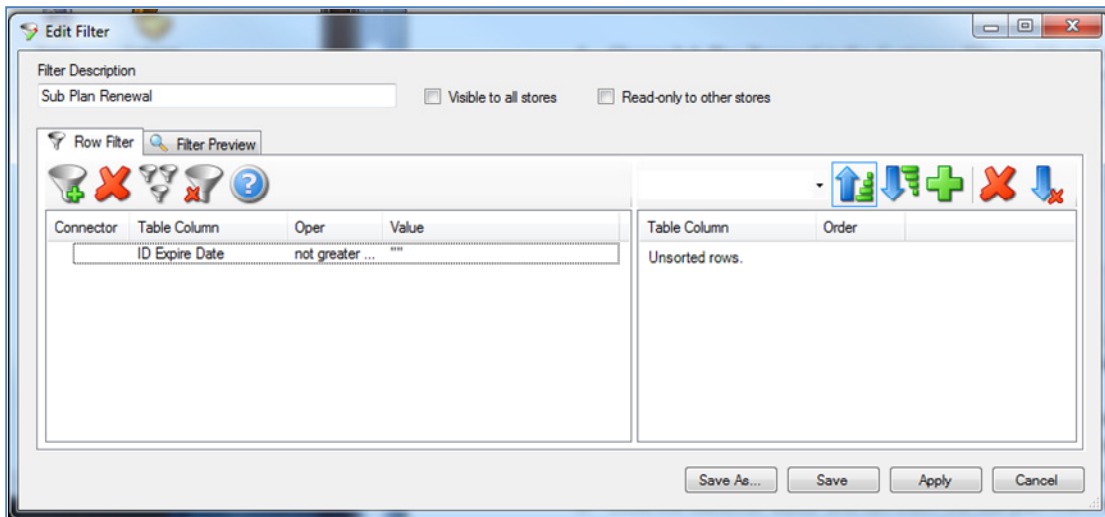 Edit Filter
Filter Description
Sub Plan Renewal
Visible to all stores
Read-only to other stores
Row Filter
Filter Preview
Connector Table Column Oper Value
ID Expire Date not greater ... ""
Table Column Order
Unsorted rows.
Save As... Save Apply Cancel